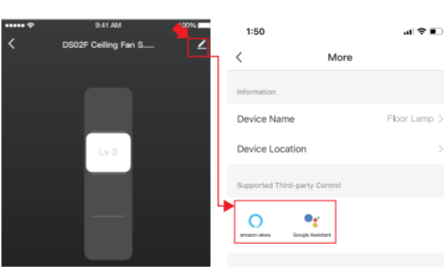 9:41 AM
100%
DS02F Ceiling Fan S.....
Lv 3
1:50
More
Information
Device Name
Floor Lamp
Device Location
Supported Third-party Control
amazon alexa
Google Assistant